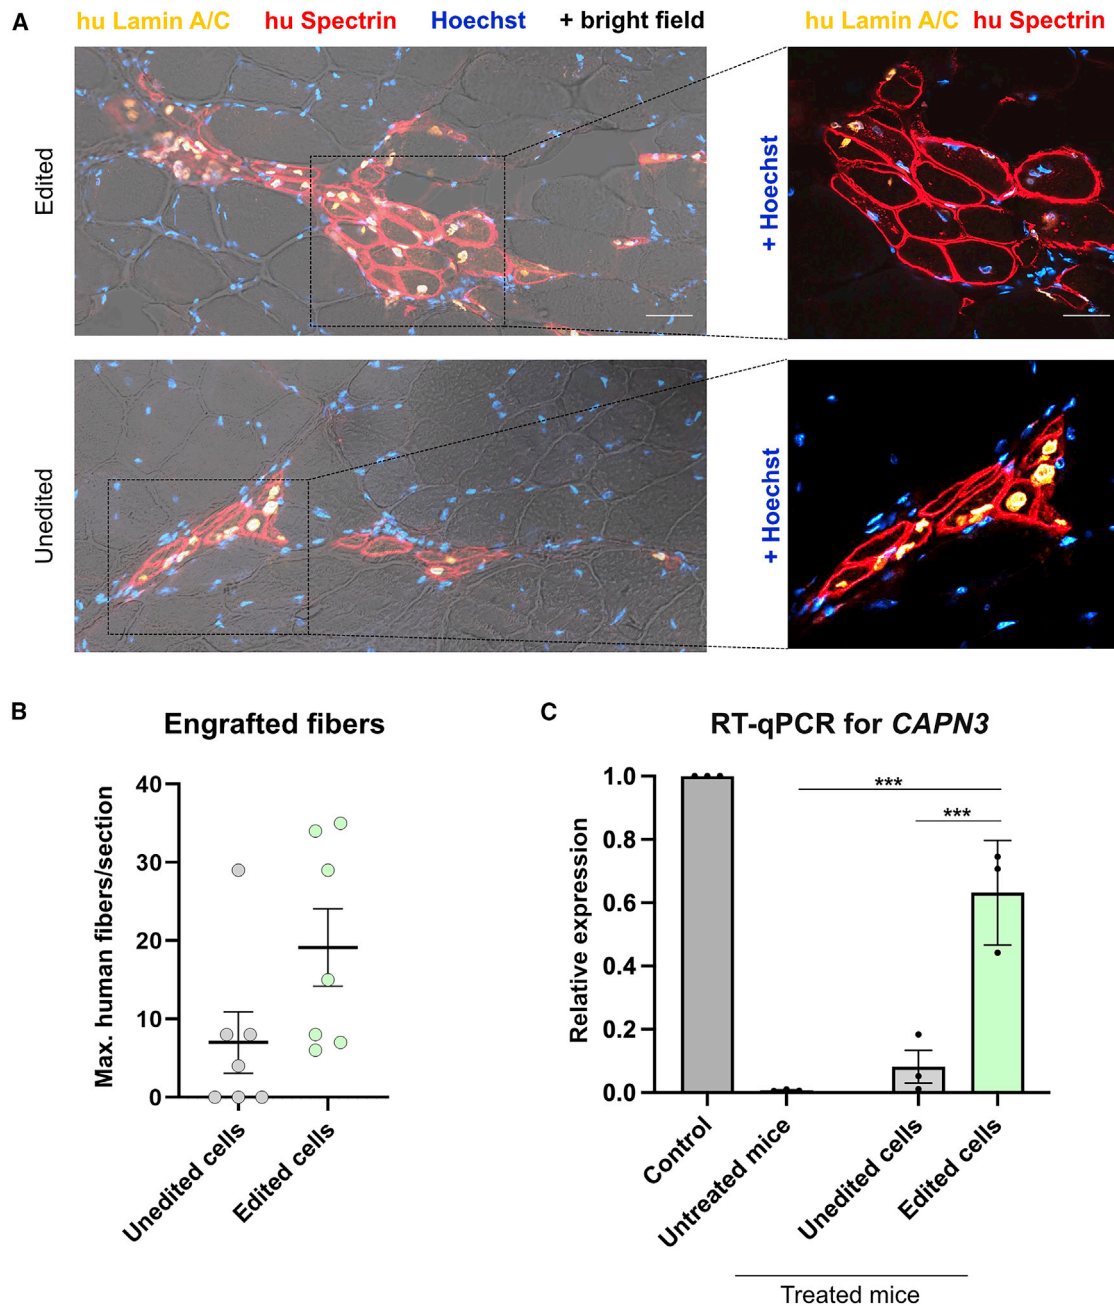 A
hu Lamin A/C hu Spectrin Hoechst + bright field
hu Lamin A/C hu Spectrin
Edited
+ Hoechst
Unedited
+ Hoechst
B
Engrafted fibers
Max. human fibers/section
40
30
20
10
0
Unedited cells
Edited cells
C
RT-qPCR for CAPN3
Relative expression
1.0
0.8
0.6
0.4
0.2
0.0
***
***
Control
Untreated mice
Unedited cells
Edited cells
Treated mice